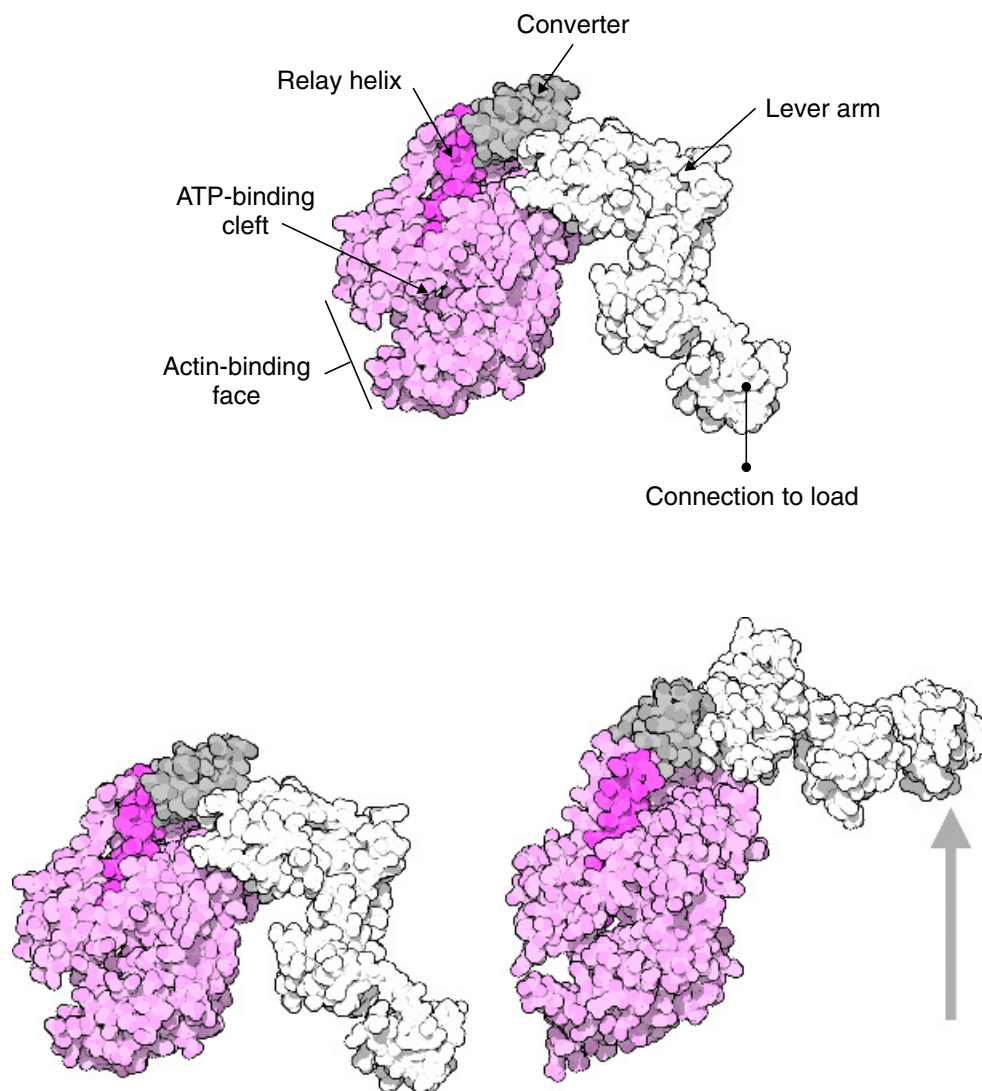 Converter
Relay helix
Lever arm
ATP-binding
cleft
Actin-binding
face
Connection to load